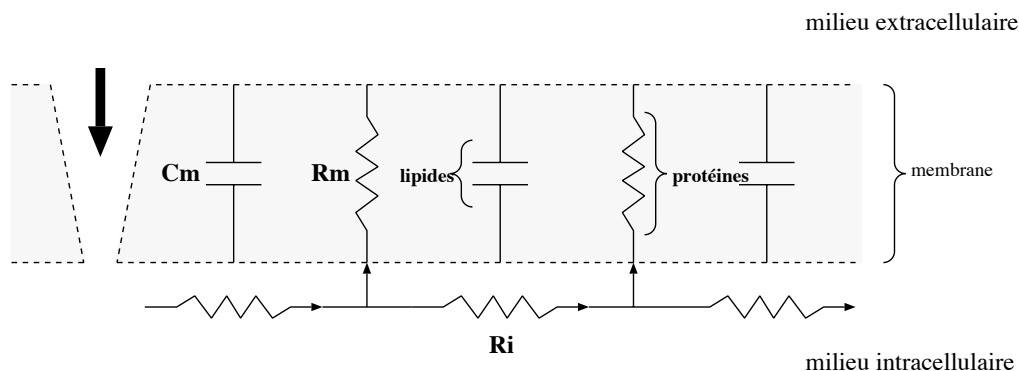 milieu extracellulaire
Cm
Rm
lipides
protéines
membrane
Ri
milieu intracellulaire